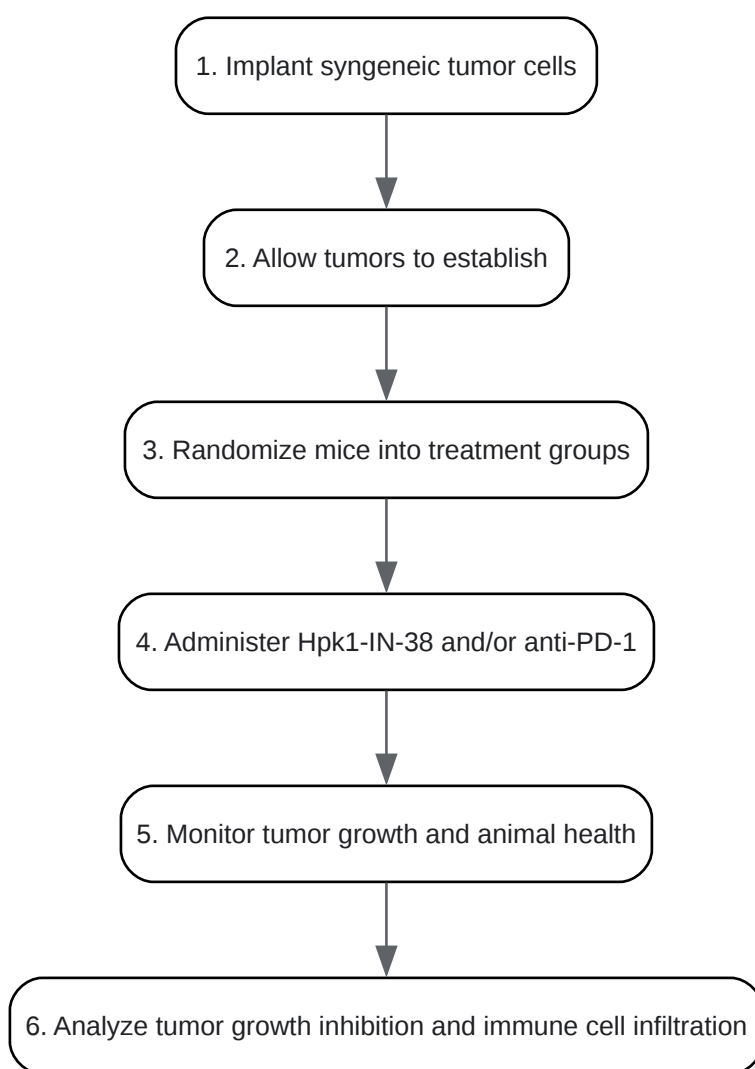 1. Implant syngeneic tumor cells
2. Allow tumors to establish
3. Randomize mice into treatment groups
4. Administer Hpk1-IN-38 and/or anti-PD-1
5. Monitor tumor growth and animal health
6. Analyze tumor growth inhibition and immune cell infiltration